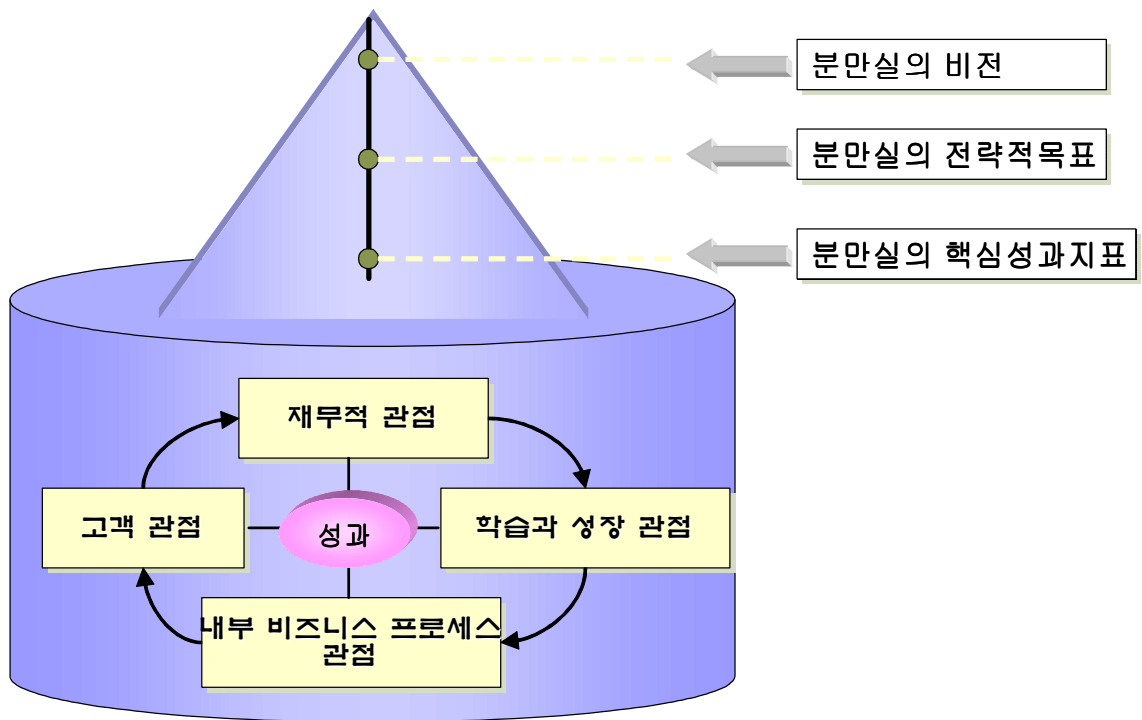 분만실의 비전
분만실의 전략적목표
분만실의 핵심성과지표
재무적 관점
고객 관점
성과
학습과 성장 관점
내부 비즈니스 프로세스
관점